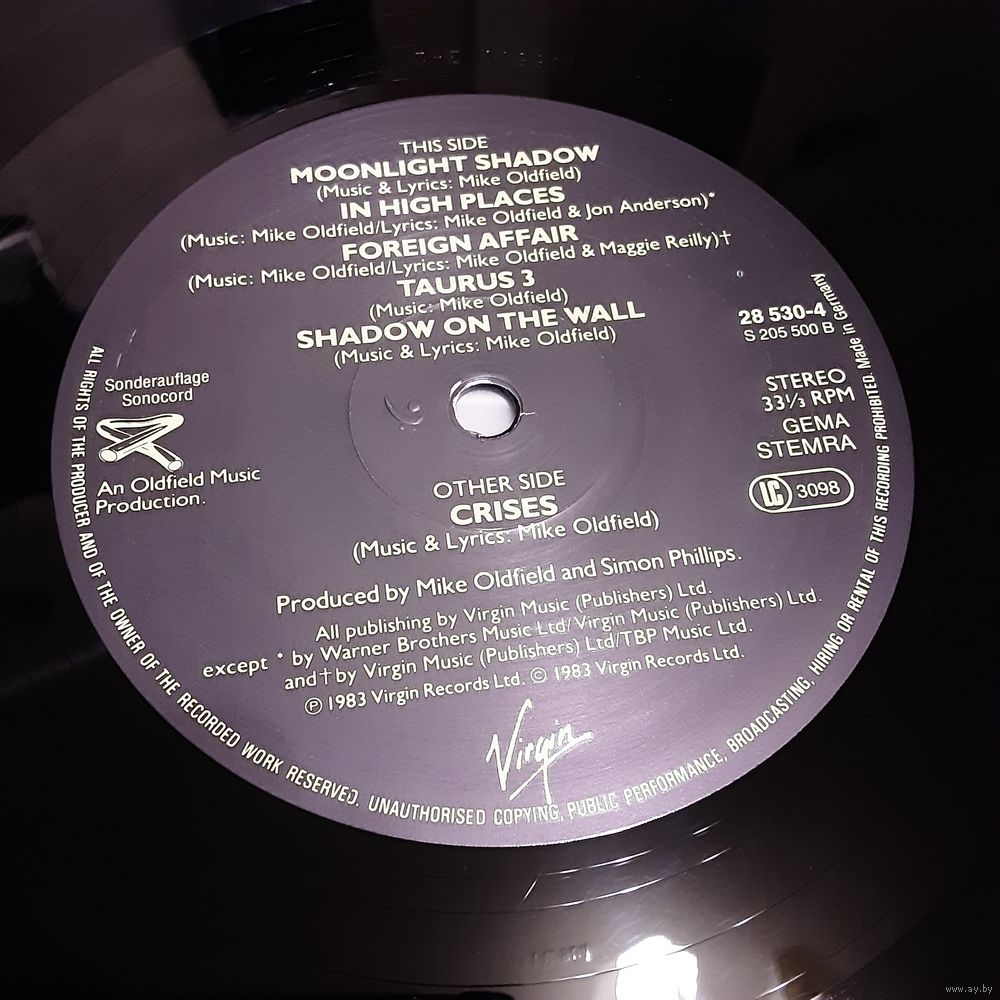 THIS SIDE
MOONLIGHT SHADOW
(Music & Lyrics: Mike Oldfield)
IN HIGH PLACES
(Music: Mike Oldfield/Lyrics: Mike Oldfield & Jon Anderson)*
FOREIGN AFFAIR
(Music: Mike Oldfield/Lyrics: Mike Oldfield & Maggie Reilly)†
TAURUS 3
(Music: Mike Oldfield)
SHADOW ON THE WALL
(Music & Lyrics: Mike Oldfield)
28 530-4
S 205 500 B
Sonderauflage
Sonocord
STEREO
33⅓ RPM
GEMA
STEMRA
LC 3098
An Oldfield Music
Production.
OTHER SIDE
CRISES
(Music & Lyrics: Mike Oldfield)
Produced by Mike Oldfield and Simon Phillips.
All publishing by Virgin Music (Publishers) Ltd.
except * by Warner Brothers Music Ltd/Virgin Music (Publishers) Ltd.
and † by Virgin Music (Publishers) Ltd/TBP Music Ltd.
℗ 1983 Virgin Records Ltd. © 1983 Virgin Records Ltd.
Virgin
ALL RIGHTS OF THE PRODUCER AND OF THE OWNER OF THE RECORDED WORK RESERVED. UNAUTHORISED COPYING, PUBLIC PERFORMANCE, BROADCASTING, HIRING OR RENTAL OF THIS RECORDING PROHIBITED. Made in Germany
www.ay.by